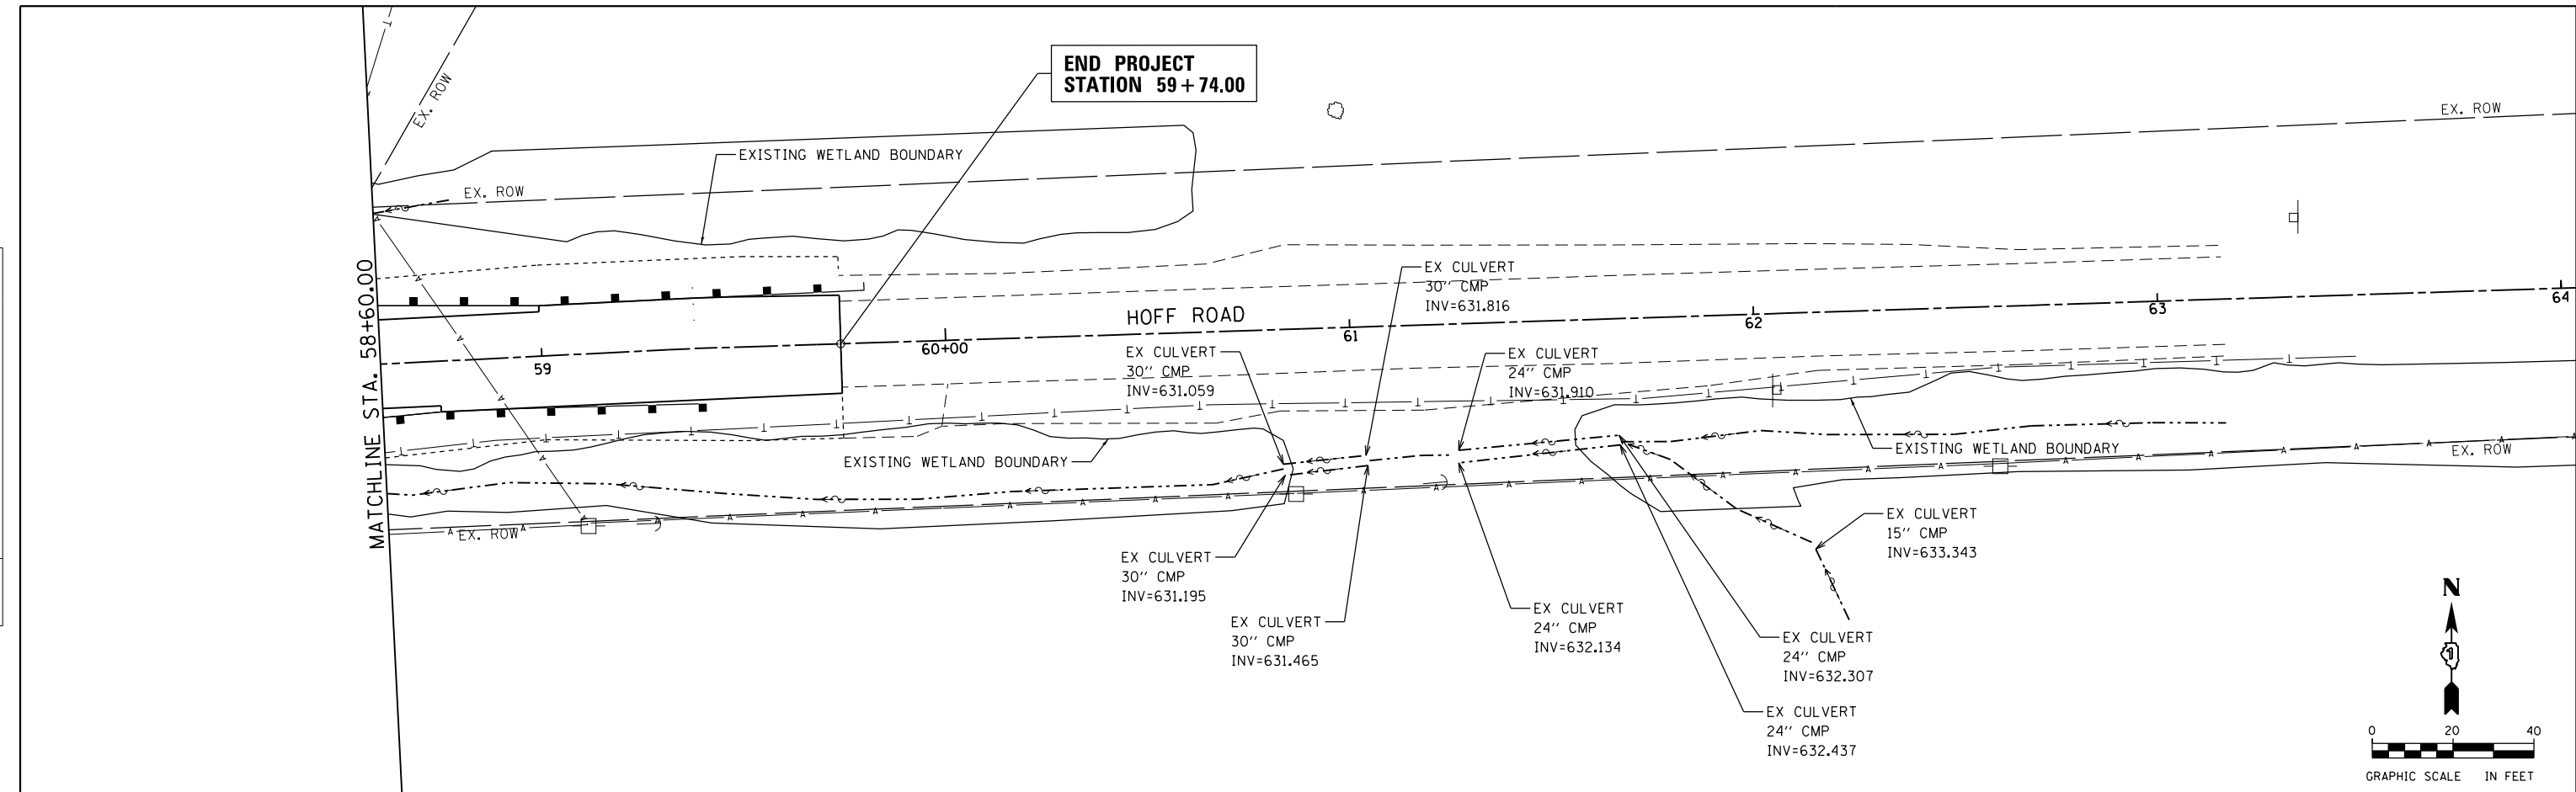 END PROJECT
STATION 59+74.00
EX. ROW
EX. ROW
EXISTING WETLAND BOUNDARY
EX. ROW
MATCHLINE STA. 58+60.00
HOFF ROAD
59
60+00
61
62
63
64
EX CULVERT
30'' CMP
INV=631.816
EX CULVERT
30'' CMP
INV=631.059
EX CULVERT
24'' CMP
INV=631.910
EXISTING WETLAND BOUNDARY
EXISTING WETLAND BOUNDARY
EX. ROW
EX. ROW
EX CULVERT
30'' CMP
INV=631.195
EX CULVERT
30'' CMP
INV=631.465
EX CULVERT
24'' CMP
INV=632.134
EX CULVERT
15'' CMP
INV=633.343
EX CULVERT
24'' CMP
INV=632.307
EX CULVERT
24'' CMP
INV=632.437
N
1
0 20 40
GRAPHIC SCALE IN FEET